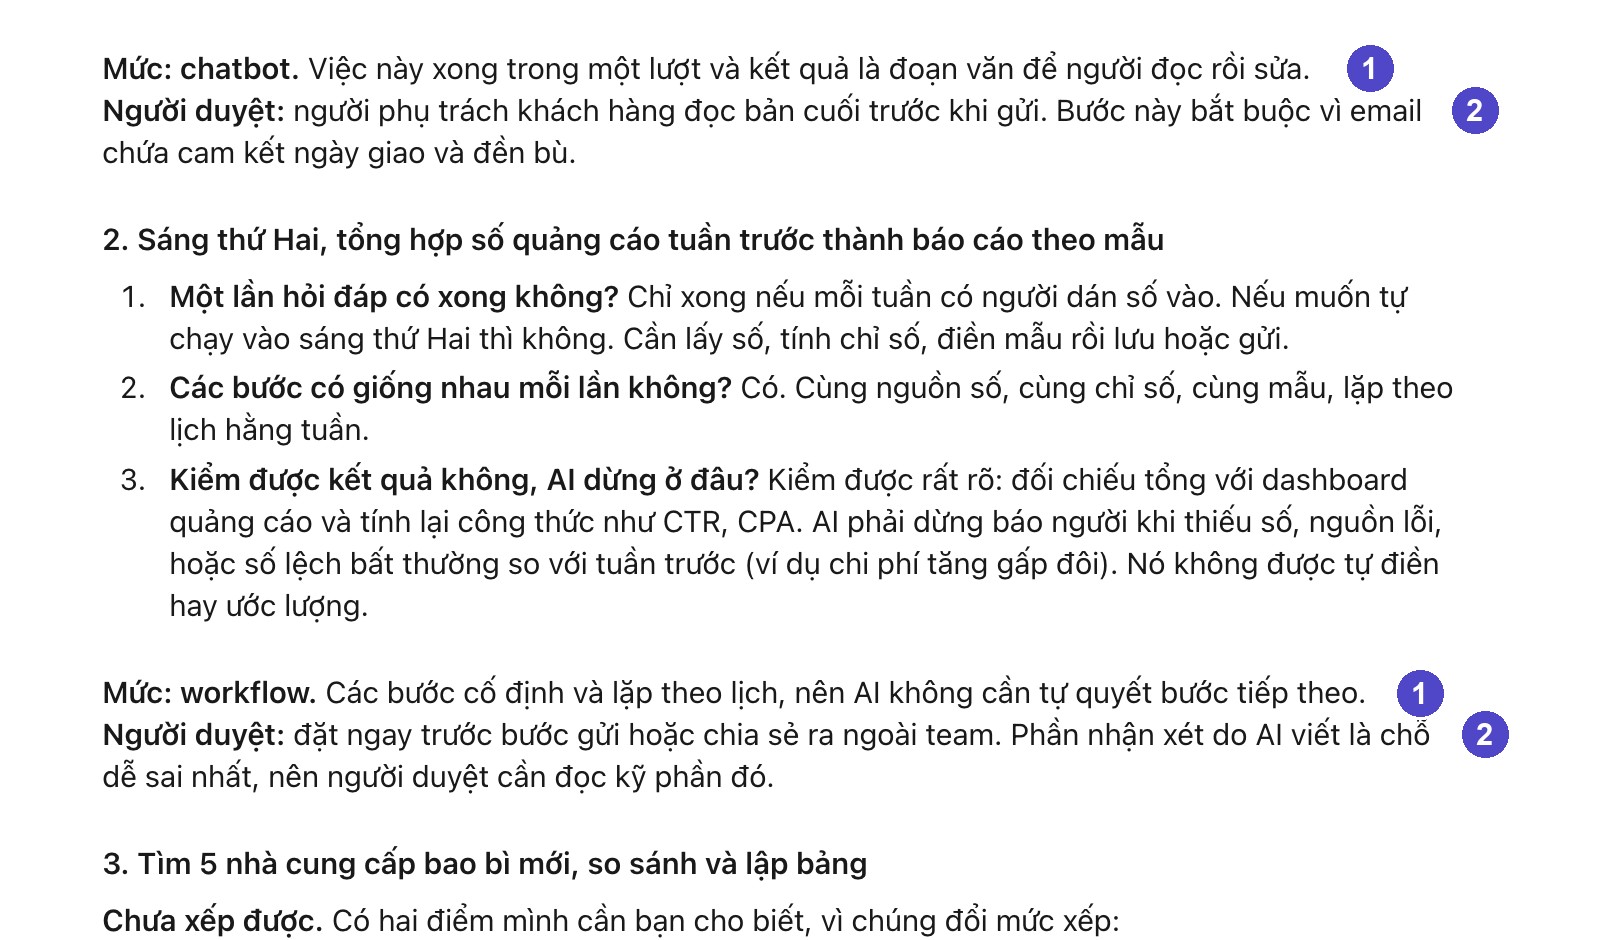 Mức: chatbot. Việc này xong trong một lượt và kết quả là đoạn văn để người đọc rồi sửa. 1
Người duyệt: người phụ trách khách hàng đọc bản cuối trước khi gửi. Bước này bắt buộc vì email 2
chứa cam kết ngày giao và đền bù.
2. Sáng thứ Hai, tổng hợp số quảng cáo tuần trước thành báo cáo theo mẫu
1. Một lần hỏi đáp có xong không? Chỉ xong nếu mỗi tuần có người dán số vào. Nếu muốn tự
chạy vào sáng thứ Hai thì không. Cần lấy số, tính chỉ số, điền mẫu rồi lưu hoặc gửi.
2. Các bước có giống nhau mỗi lần không? Có. Cùng nguồn số, cùng chỉ số, cùng mẫu, lặp theo
lịch hằng tuần.
3. Kiểm được kết quả không, AI dừng ở đâu? Kiểm được rất rõ: đối chiếu tổng với dashboard
quảng cáo và tính lại công thức như CTR, CPA. AI phải dừng báo người khi thiếu số, nguồn lỗi,
hoặc số lệch bất thường so với tuần trước (ví dụ chi phí tăng gấp đôi). Nó không được tự điền
hay ước lượng.
Mức: workflow. Các bước cố định và lặp theo lịch, nên AI không cần tự quyết bước tiếp theo. 1
Người duyệt: đặt ngay trước bước gửi hoặc chia sẻ ra ngoài team. Phần nhận xét do AI viết là chỗ 2
dễ sai nhất, nên người duyệt cần đọc kỹ phần đó.
3. Tìm 5 nhà cung cấp bao bì mới, so sánh và lập bảng
Chưa xếp được. Có hai điểm mình cần bạn cho biết, vì chúng đổi mức xếp: